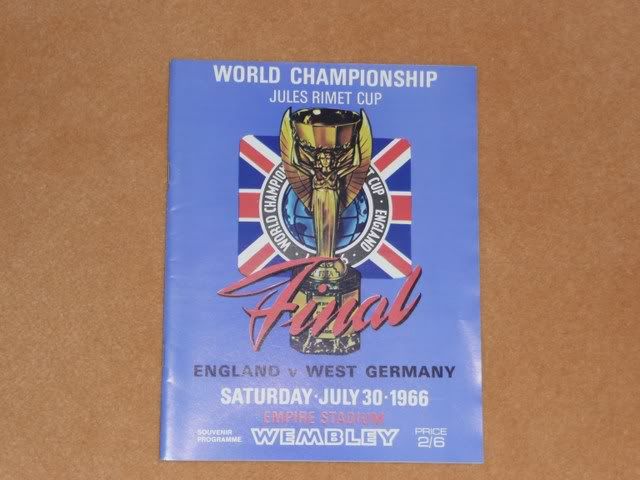 WORLD CHAMPIONSHIP
JULES RIMET CUP
WORLD CHAMPION
CUP · ENGLAND
Final
ENGLAND v WEST GERMANY
SATURDAY·JULY 30·1966
EMPIRE STADIUM
SOUVENIR
PROGRAMME
WEMBLEY
PRICE
2/6